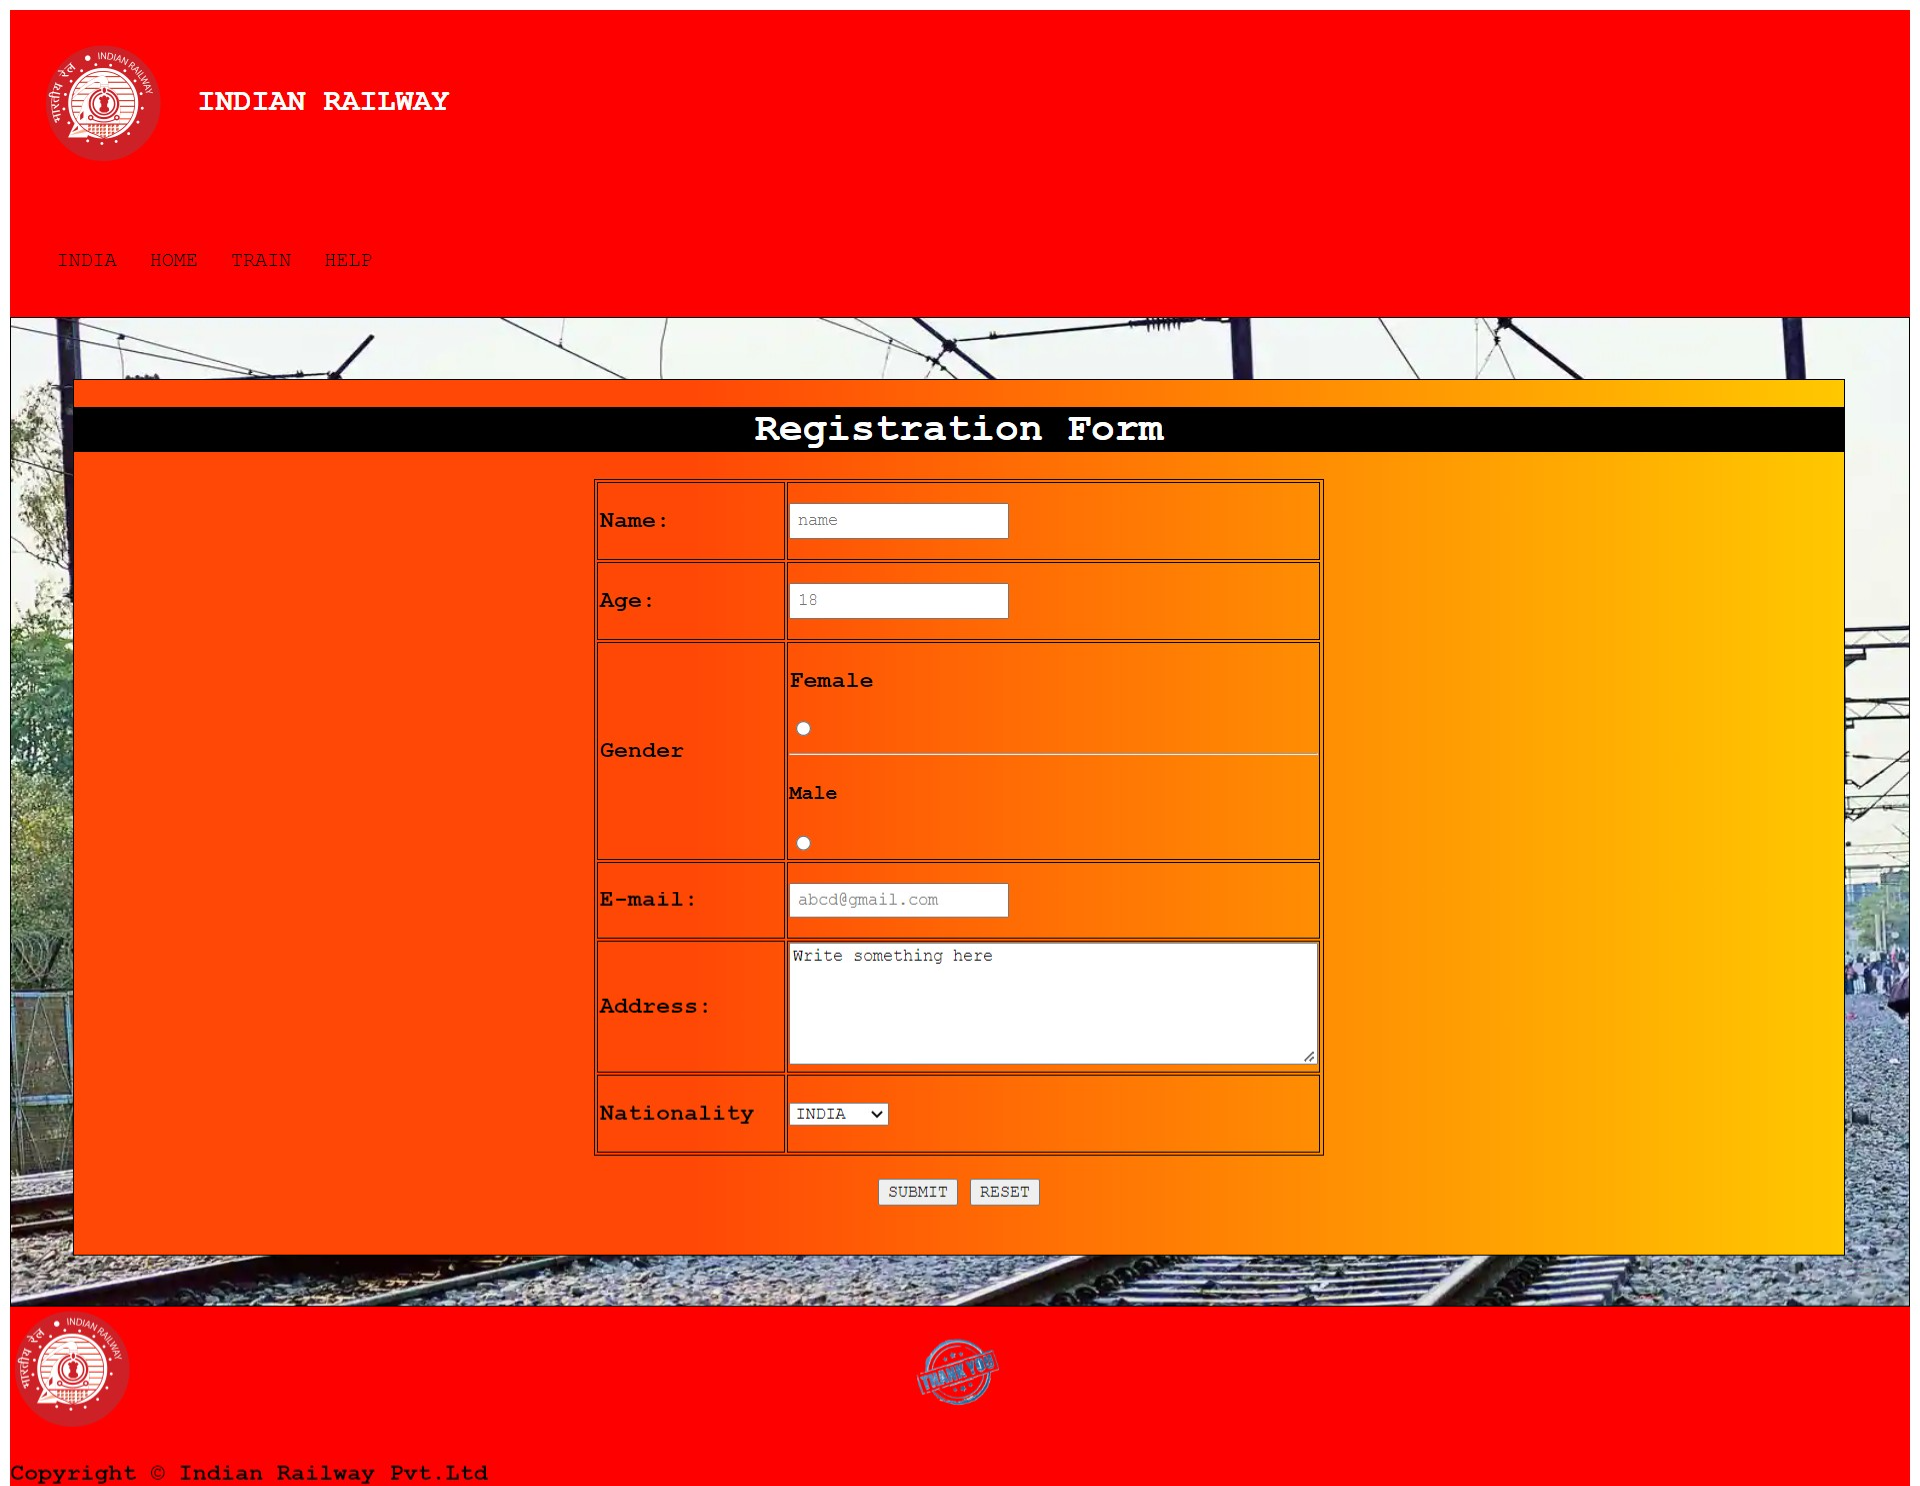 भारतीय रेल • INDIAN RAILWAY
INDIAN RAILWAY
INDIA HOME TRAIN HELP
Registration Form
Name: name
Age: 18
Gender
Female
Male
E-mail: abcd@gmail.com
Address: Write something here
Nationality INDIA
SUBMIT RESET
भारतीय रेल • INDIAN RAILWAY
THANK YOU
Copyright © Indian Railway Pvt.Ltd